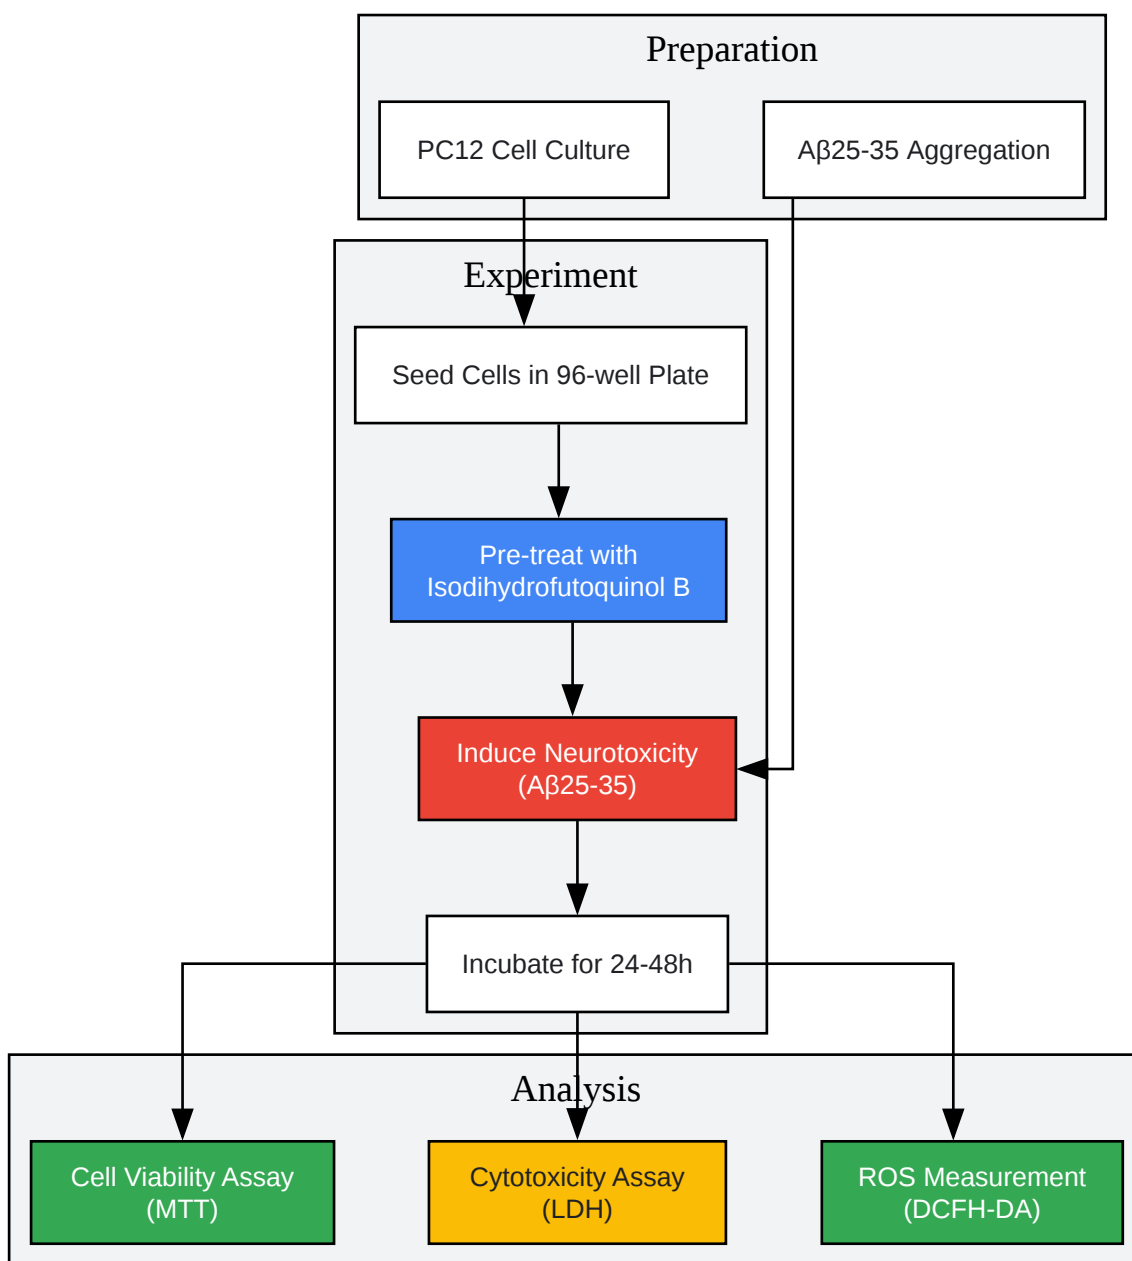 Preparation
PC12 Cell Culture
Aβ25-35 Aggregation
Experiment
Seed Cells in 96-well Plate
Pre-treat with
Isodihydrofutoquinol B
Induce Neurotoxicity
(Aβ25-35)
Incubate for 24-48h
Analysis
Cell Viability Assay
(MTT)
Cytotoxicity Assay
(LDH)
ROS Measurement
(DCFH-DA)